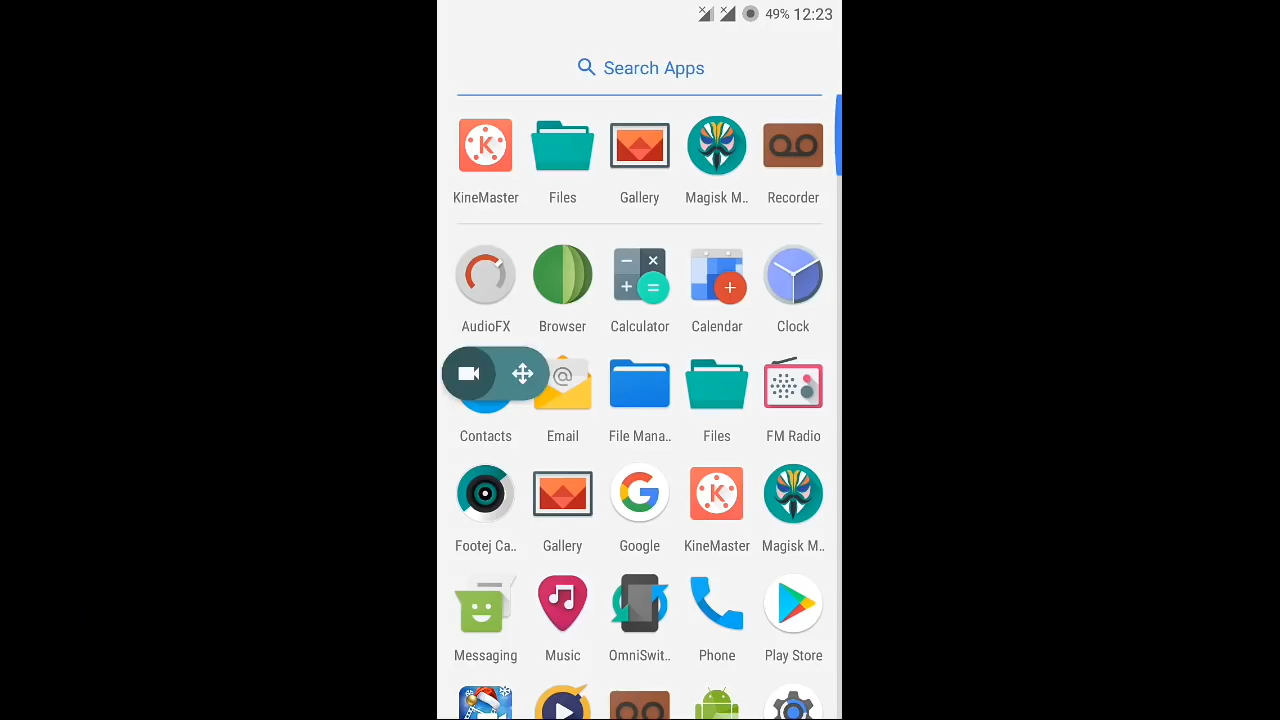 49% 12:23
Search Apps
KineMaster Files Gallery Magisk M.. Recorder
AudioFX Browser Calculator Calendar Clock
Contacts Email File Mana.. Files FM Radio
Footej Ca.. Gallery Google KineMaster Magisk M..
Messaging Music OmniSwit.. Phone Play Store